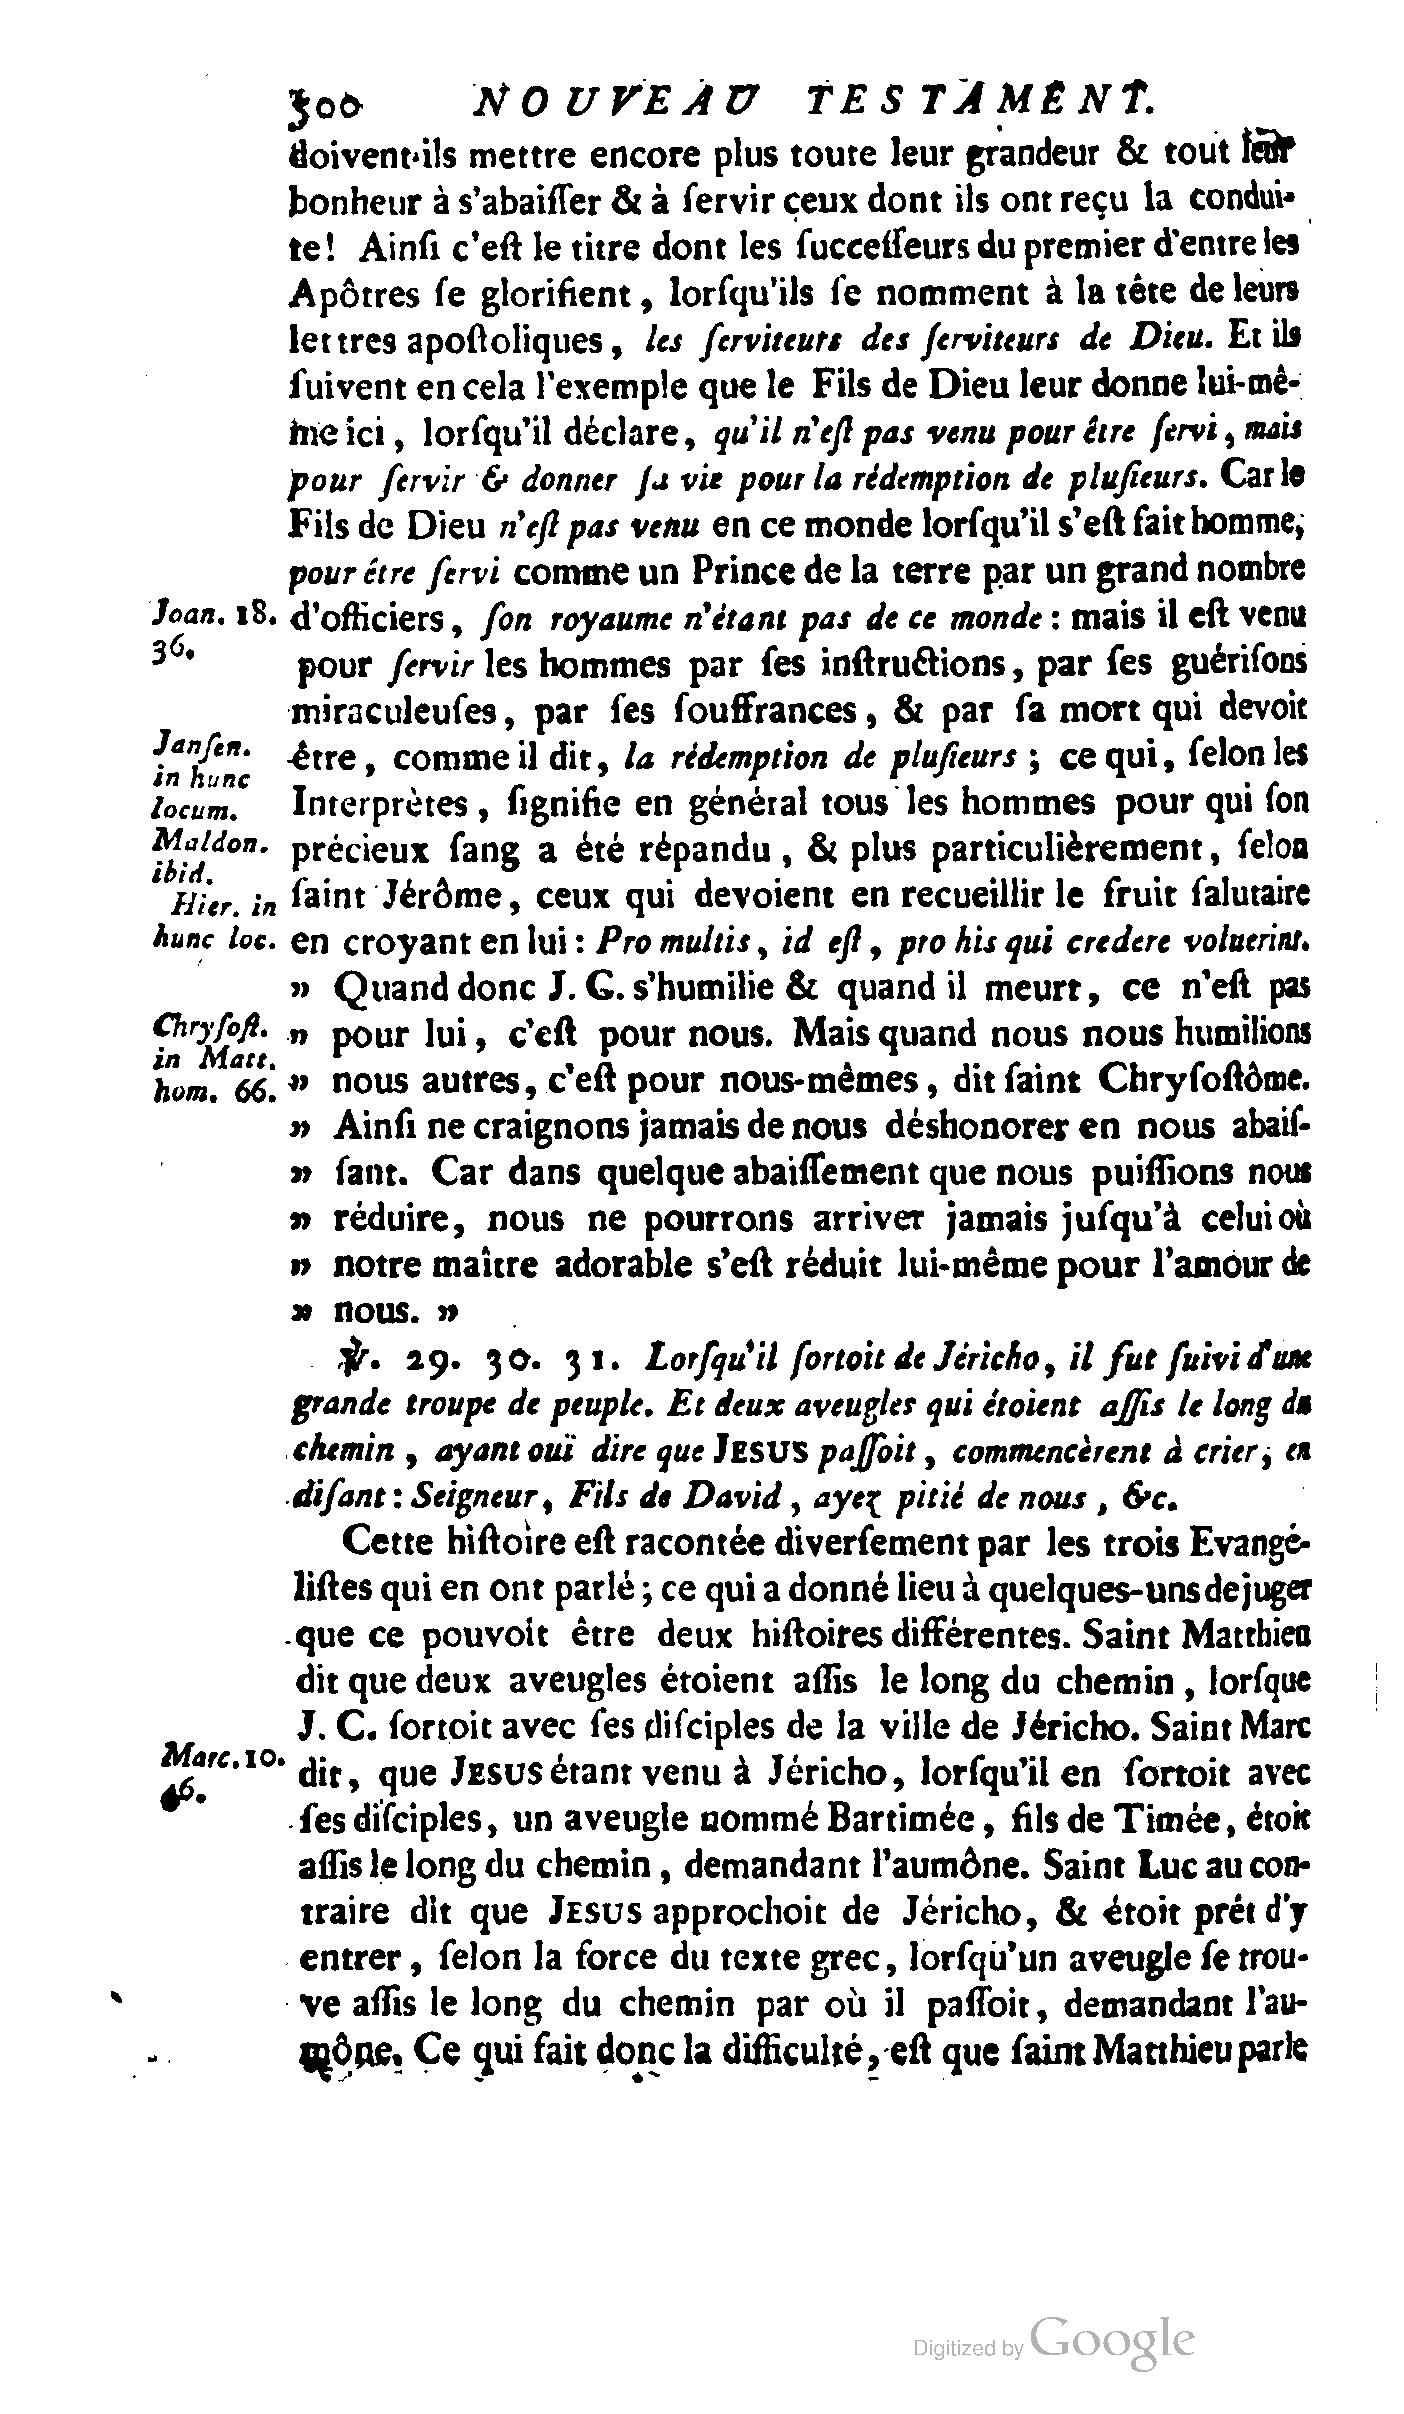 300 NOUVEAU TESTAMENT.
doivent-ils mettre encore plus toute leur grandeur & tout leur
bonheur à s'abaiſſer & à ſervir ceux dont ils ont reçu la condui-
te! Ainſi c'eſt le titre dont les ſucceſſeurs du premier d'entre les
Apôtres ſe glorifient, lorſqu'ils ſe nomment à la tête de leurs
lettres apoſtoliques, les ſerviteurs des ſerviteurs de Dieu. Et ils
ſuivent en cela l'exemple que le Fils de Dieu leur donne lui-mê-
me ici, lorſqu'il déclare, qu'il n'eſt pas venu pour être ſervi, mais
pour ſervir & donner ſa vie pour la rédemption de pluſieurs. Car le
Fils de Dieu n'eſt pas venu en ce monde lorſqu'il s'eſt fait homme,
pour être ſervi comme un Prince de la terre par un grand nombre
Joan. 18. d'officiers, ſon royaume n'étant pas de ce monde : mais il eſt venu
36. pour ſervir les hommes par ſes inſtructions, par ſes guériſons
miraculeuſes, par ſes ſouffrances, & par ſa mort qui devoit
Janſen. être, comme il dit, la rédemption de pluſieurs ; ce qui, ſelon les
in hunc
locum. Interprètes, ſignifie en général tous les hommes pour qui ſon
Maldon. précieux ſang a été répandu, & plus particulièrement, ſelon
ibid.
Hier. in ſaint Jérôme, ceux qui devoient en recueillir le fruit ſalutaire
hunc loc. en croyant en lui : Pro multis, id eſt, pro his qui credere voluerint.
" Quand donc J. G. s'humilie & quand il meurt, ce n'eſt pas
Chryſoſt. " pour lui, c'eſt pour nous. Mais quand nous nous humilions
in Matt.
hom. 66. " nous autres, c'eſt pour nous-mêmes, dit ſaint Chryſoſtôme.
" Ainſi ne craignons jamais de nous déshonorer en nous abaiſ-
" ſant. Car dans quelque abaiſſement que nous puiſſions nous
" réduire, nous ne pourrons arriver jamais juſqu'à celui où
" notre maître adorable s'eſt réduit lui-même pour l'amour de
" nous. "
℣. 29. 30. 31. Lorſqu'il ſortoit de Jéricho, il fut ſuivi d'une
grande troupe de peuple. Et deux aveugles qui étoient aſſis le long du
chemin, ayant ouï dire que JESUS paſſoit, commencèrent à crier, en
diſant : Seigneur, Fils de David, ayez pitié de nous, &c.
Cette hiſtoire eſt racontée diverſement par les trois Evangé-
liſtes qui en ont parlé ; ce qui a donné lieu à quelques-uns de juger
que ce pouvoit être deux hiſtoires différentes. Saint Matthieu
dit que deux aveugles étoient aſſis le long du chemin, lorſque
J. C. ſortoit avec ſes diſciples de la ville de Jéricho. Saint Marc
Marc. 10. dit, que JESUS étant venu à Jéricho, lorſqu'il en ſortoit avec
46. ſes diſciples, un aveugle nommé Bartimée, fils de Timée, étoit
aſſis le long du chemin, demandant l'aumône. Saint Luc au con-
traire dit que JESUS approchoit de Jéricho, & étoit prêt d'y
entrer, ſelon la force du texte grec, lorſqu'un aveugle ſe trou-
ve aſſis le long du chemin par où il paſſoit, demandant l'au-
mône. Ce qui fait donc la difficulté, eſt que ſaint Matthieu parle
Digitized by Google